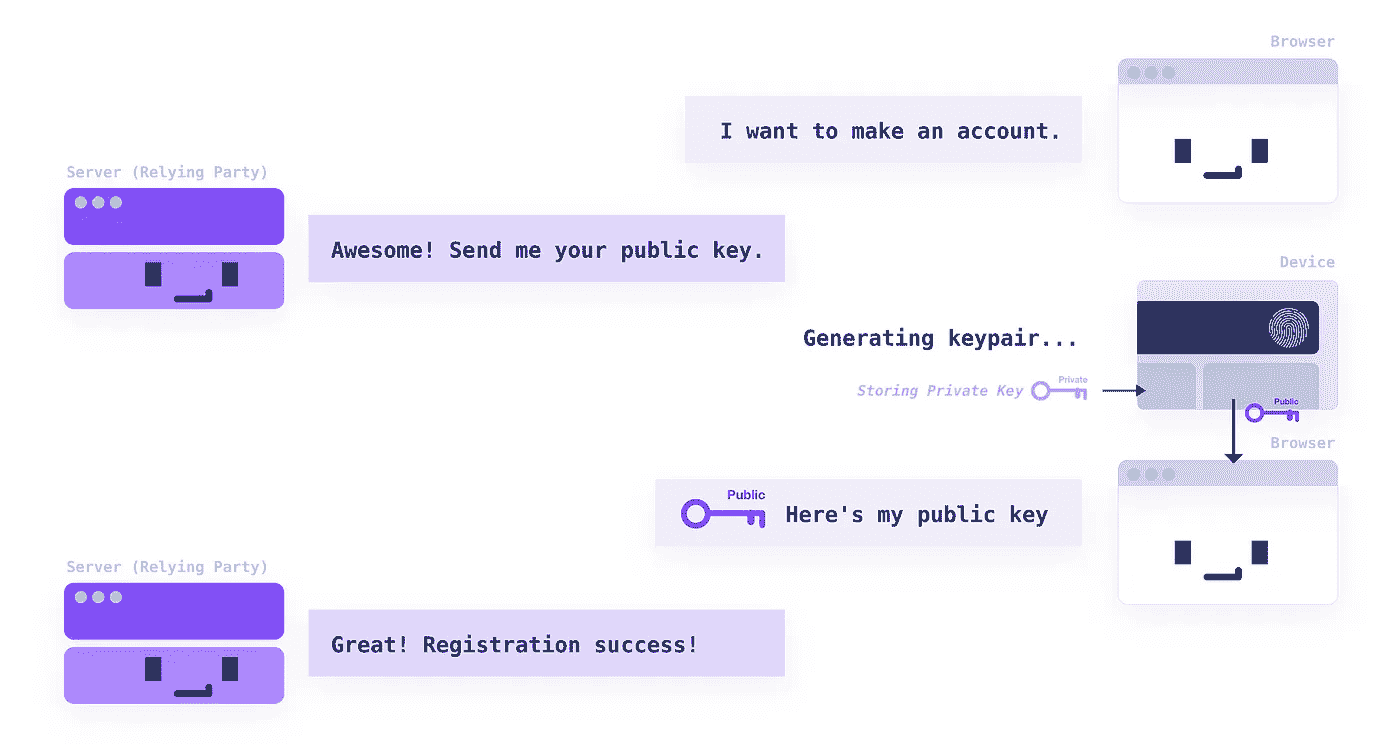 Browser
I want to make an account.
Server (Relying Party)
Awesome! Send me your public key.
Device
Generating keypair...
Storing Private Key
Private
Public
Browser
Public
Here's my public key
Server (Relying Party)
Great! Registration success!